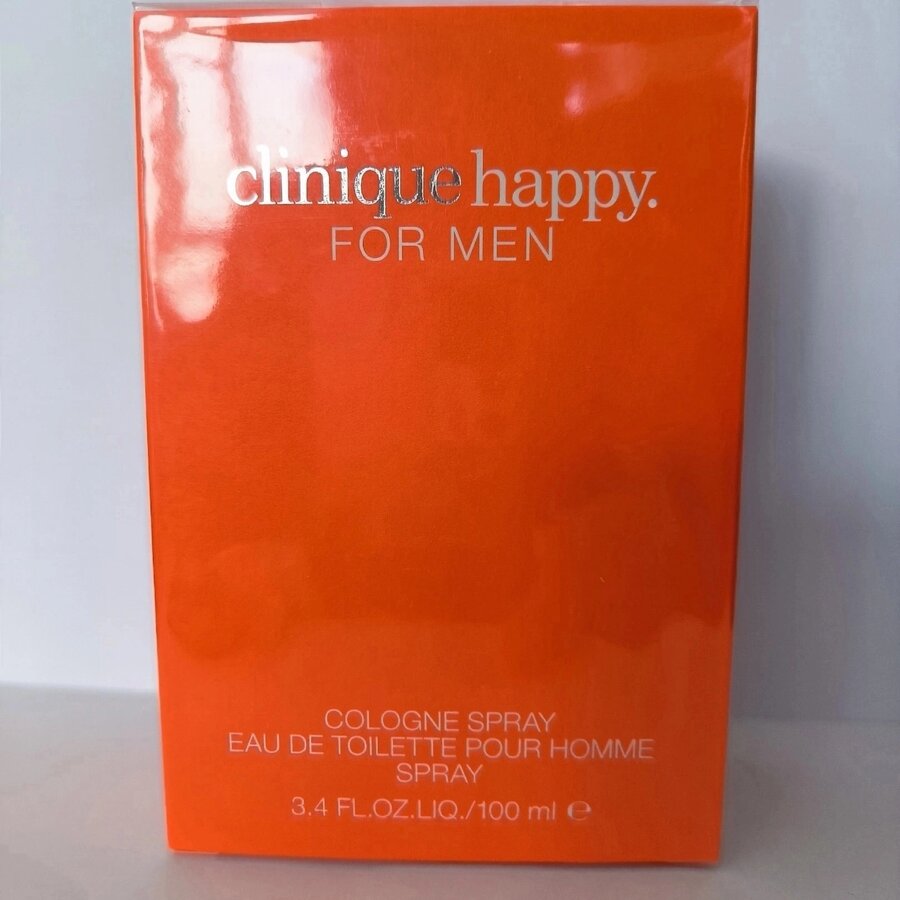 clinique happy.
FOR MEN
COLOGNE SPRAY
EAU DE TOILETTE POUR HOMME
SPRAY
3.4 FL.OZ.LIQ./100 ml ℮